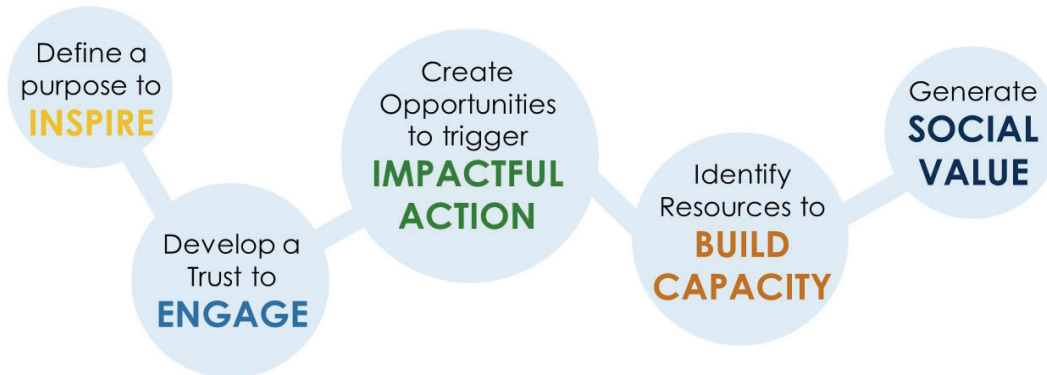 Define a
purpose to
INSPIRE
Develop a
Trust to
ENGAGE
Create
Opportunities
to trigger
IMPACTFUL
ACTION
Identify
Resources to
BUILD
CAPACITY
Generate
SOCIAL
VALUE